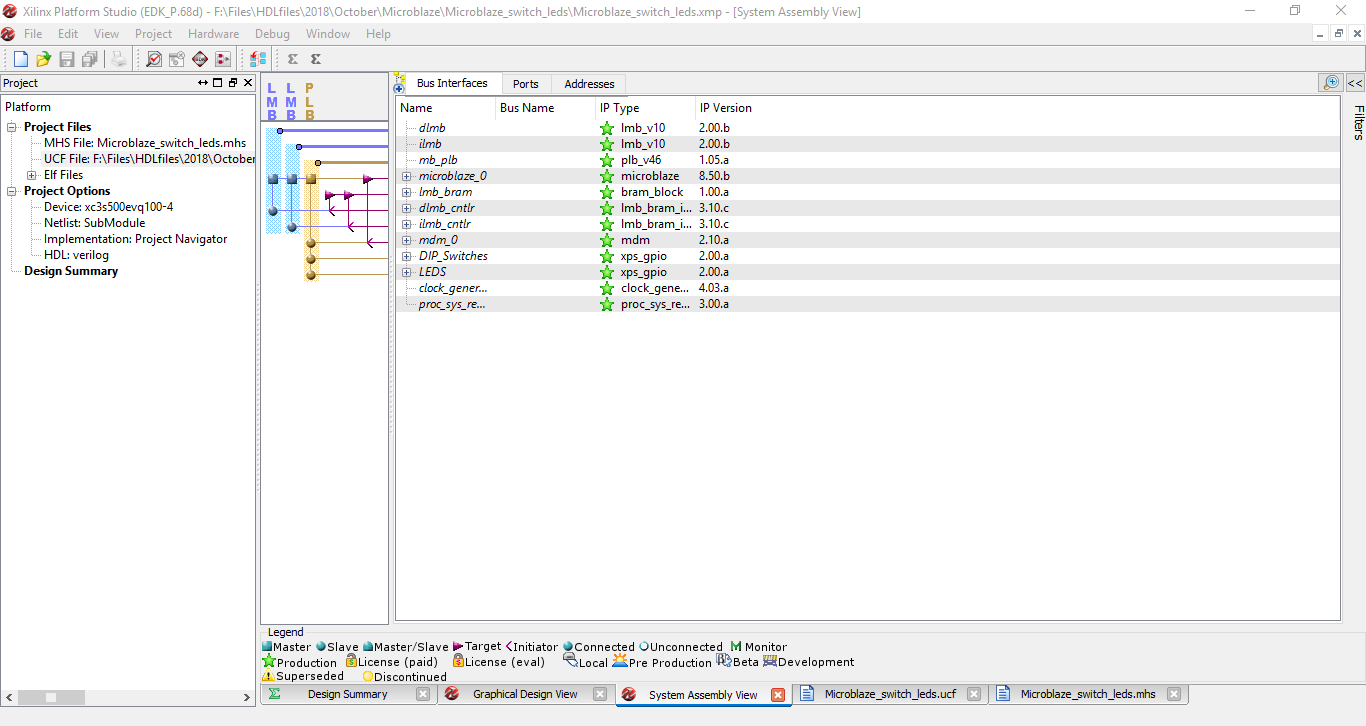 Xilinx Platform Studio (EDK_P.68d) - F:\Files\HDLfiles\2018\October\Microblaze\Microblaze_switch_leds\Microblaze_switch_leds.xmp - [System Assembly View]
File Edit View Project Hardware Debug Window Help
Project
Platform
Project Files
MHS File: Microblaze_switch_leds.mhs
UCF File: F:\Files\HDLfiles\2018\October
Elf Files
Project Options
Device: xc3s500evq100-4
Netlist: SubModule
Implementation: Project Navigator
HDL: verilog
Design Summary
LMB LMB PLB
Bus Interfaces Ports Addresses
Name Bus Name IP Type IP Version
dlmb lmb_v10 2.00.b
ilmb lmb_v10 2.00.b
mb_plb plb_v46 1.05.a
microblaze_0 microblaze 8.50.b
lmb_bram bram_block 1.00.a
dlmb_cntlr lmb_bram_i... 3.10.c
ilmb_cntlr lmb_bram_i... 3.10.c
mdm_0 mdm 2.10.a
DIP_Switches xps_gpio 2.00.a
LEDS xps_gpio 2.00.a
clock_gener... clock_gene... 4.03.a
proc_sys_re... proc_sys_re... 3.00.a
<< Filters
Legend
Master Slave Master/Slave Target Initiator Connected Unconnected M Monitor
Production License (paid) License (eval) Local Pre Production Beta Development
Superseded Discontinued
Design Summary Graphical Design View System Assembly View Microblaze_switch_leds.ucf Microblaze_switch_leds.mhs